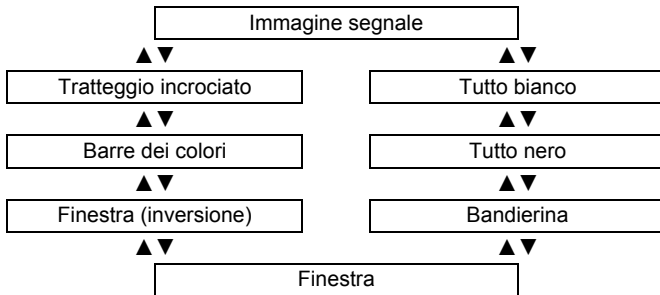 Immagine segnale
▲▼ ▲▼
Tratteggio incrociato Tutto bianco
▲▼ ▲▼
Barre dei colori Tutto nero
▲▼ ▲▼
Finestra (inversione) Bandierina
▲▼ ▲▼
Finestra